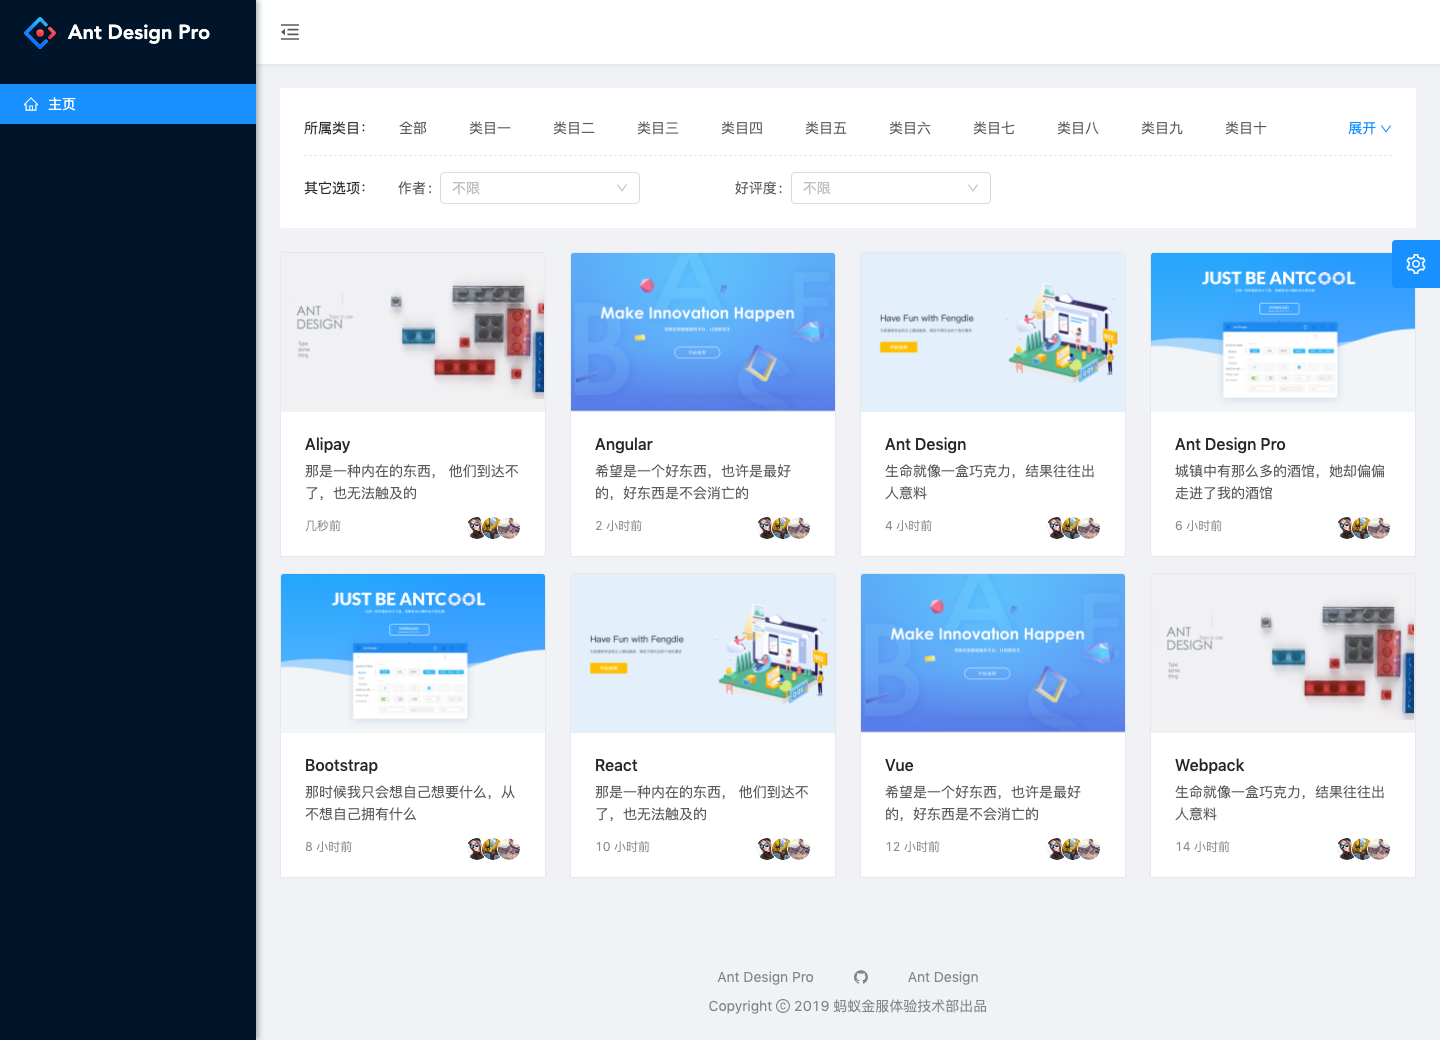 Ant Design Pro
主页
所属类目： 全部 类目一 类目二 类目三 类目四 类目五 类目六 类目七 类目八 类目九 类目十 展开
其它选项： 作者： 不限 好评度： 不限
ANT
DESIGN
Type
some
thing
Make Innovation Happen
Have Fun with Fengdie
JUST BE ANTCOOL
Alipay
那是一种内在的东西， 他们到达不
了，也无法触及的
几秒前
Angular
希望是一个好东西，也许是最好
的，好东西是不会消亡的
2 小时前
Ant Design
生命就像一盒巧克力，结果往往出
人意料
4 小时前
Ant Design Pro
城镇中有那么多的酒馆，她却偏偏
走进了我的酒馆
6 小时前
JUST BE ANTCOOL
Have Fun with Fengdie
Make Innovation Happen
ANT
DESIGN
Type
some
thing
Bootstrap
那时候我只会想自己想要什么，从
不想自己拥有什么
8 小时前
React
那是一种内在的东西， 他们到达不
了，也无法触及的
10 小时前
Vue
希望是一个好东西，也许是最好
的，好东西是不会消亡的
12 小时前
Webpack
生命就像一盒巧克力，结果往往出
人意料
14 小时前
Ant Design Pro Ant Design
Copyright © 2019 蚂蚁金服体验技术部出品